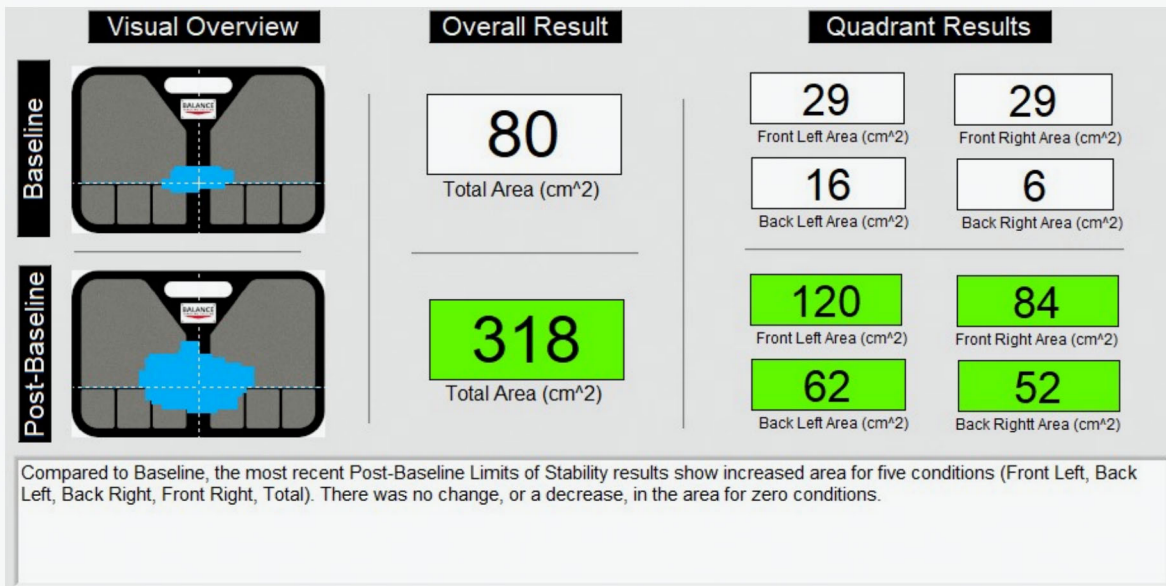 Visual Overview
Overall Result
Quadrant Results
Baseline
BALANCE
80
Total Area (cm^2)
29
Front Left Area (cm^2)
29
Front Right Area (cm^2)
16
Back Left Area (cm^2)
6
Back Right Area (cm^2)
Post-Baseline
BALANCE
318
Total Area (cm^2)
120
Front Left Area (cm^2)
84
Front Right Area (cm^2)
62
Back Left Area (cm^2)
52
Back Rightt Area (cm^2)
Compared to Baseline, the most recent Post-Baseline Limits of Stability results show increased area for five conditions (Front Left, Back
Left, Back Right, Front Right, Total). There was no change, or a decrease, in the area for zero conditions.